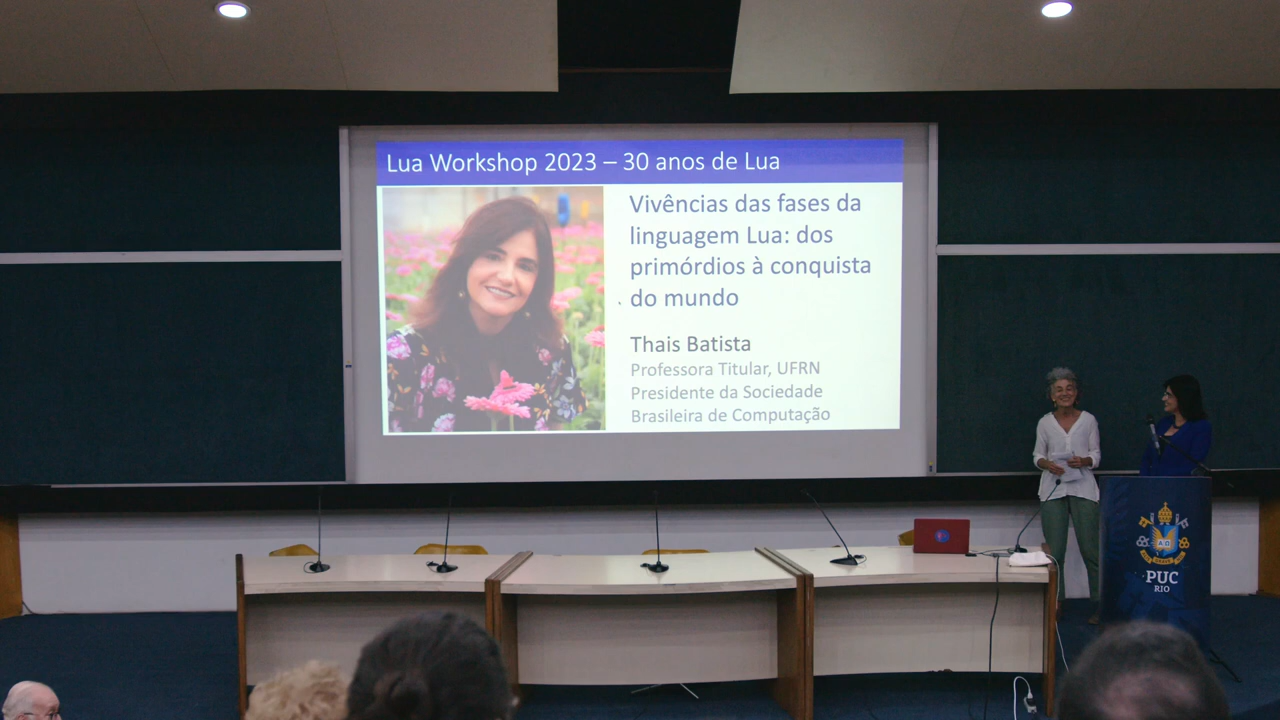 Lua Workshop 2023 – 30 anos de Lua
Vivências das fases da
linguagem Lua: dos
primórdios à conquista
do mundo
Thais Batista
Professora Titular, UFRN
Presidente da Sociedade
Brasileira de Computação
PUC
RIO